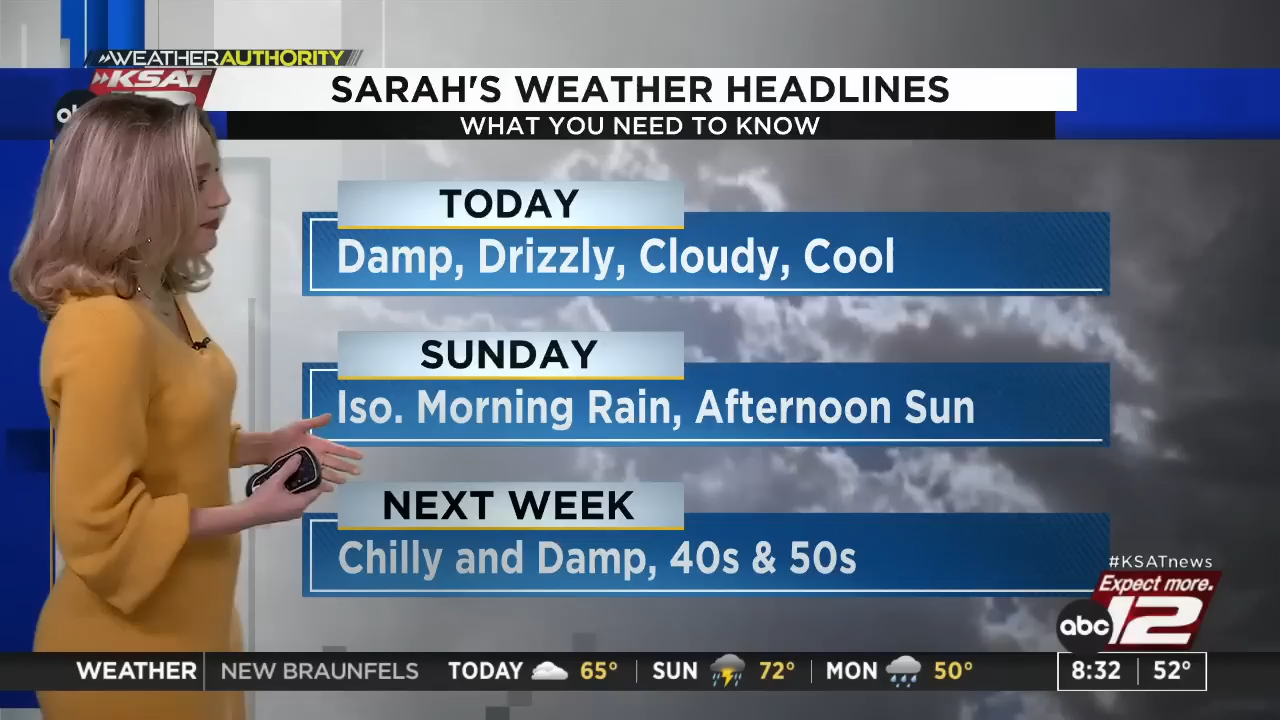 WEATHERAUTHORITY
KSAT
SARAH'S WEATHER HEADLINES
WHAT YOU NEED TO KNOW
TODAY
Damp, Drizzly, Cloudy, Cool
SUNDAY
Iso. Morning Rain, Afternoon Sun
NEXT WEEK
Chilly and Damp, 40s & 50s
#KSATnews
Expect more.
abc 12
WEATHER NEW BRAUNFELS TODAY 65° SUN 72° MON 50° 8:32 52°